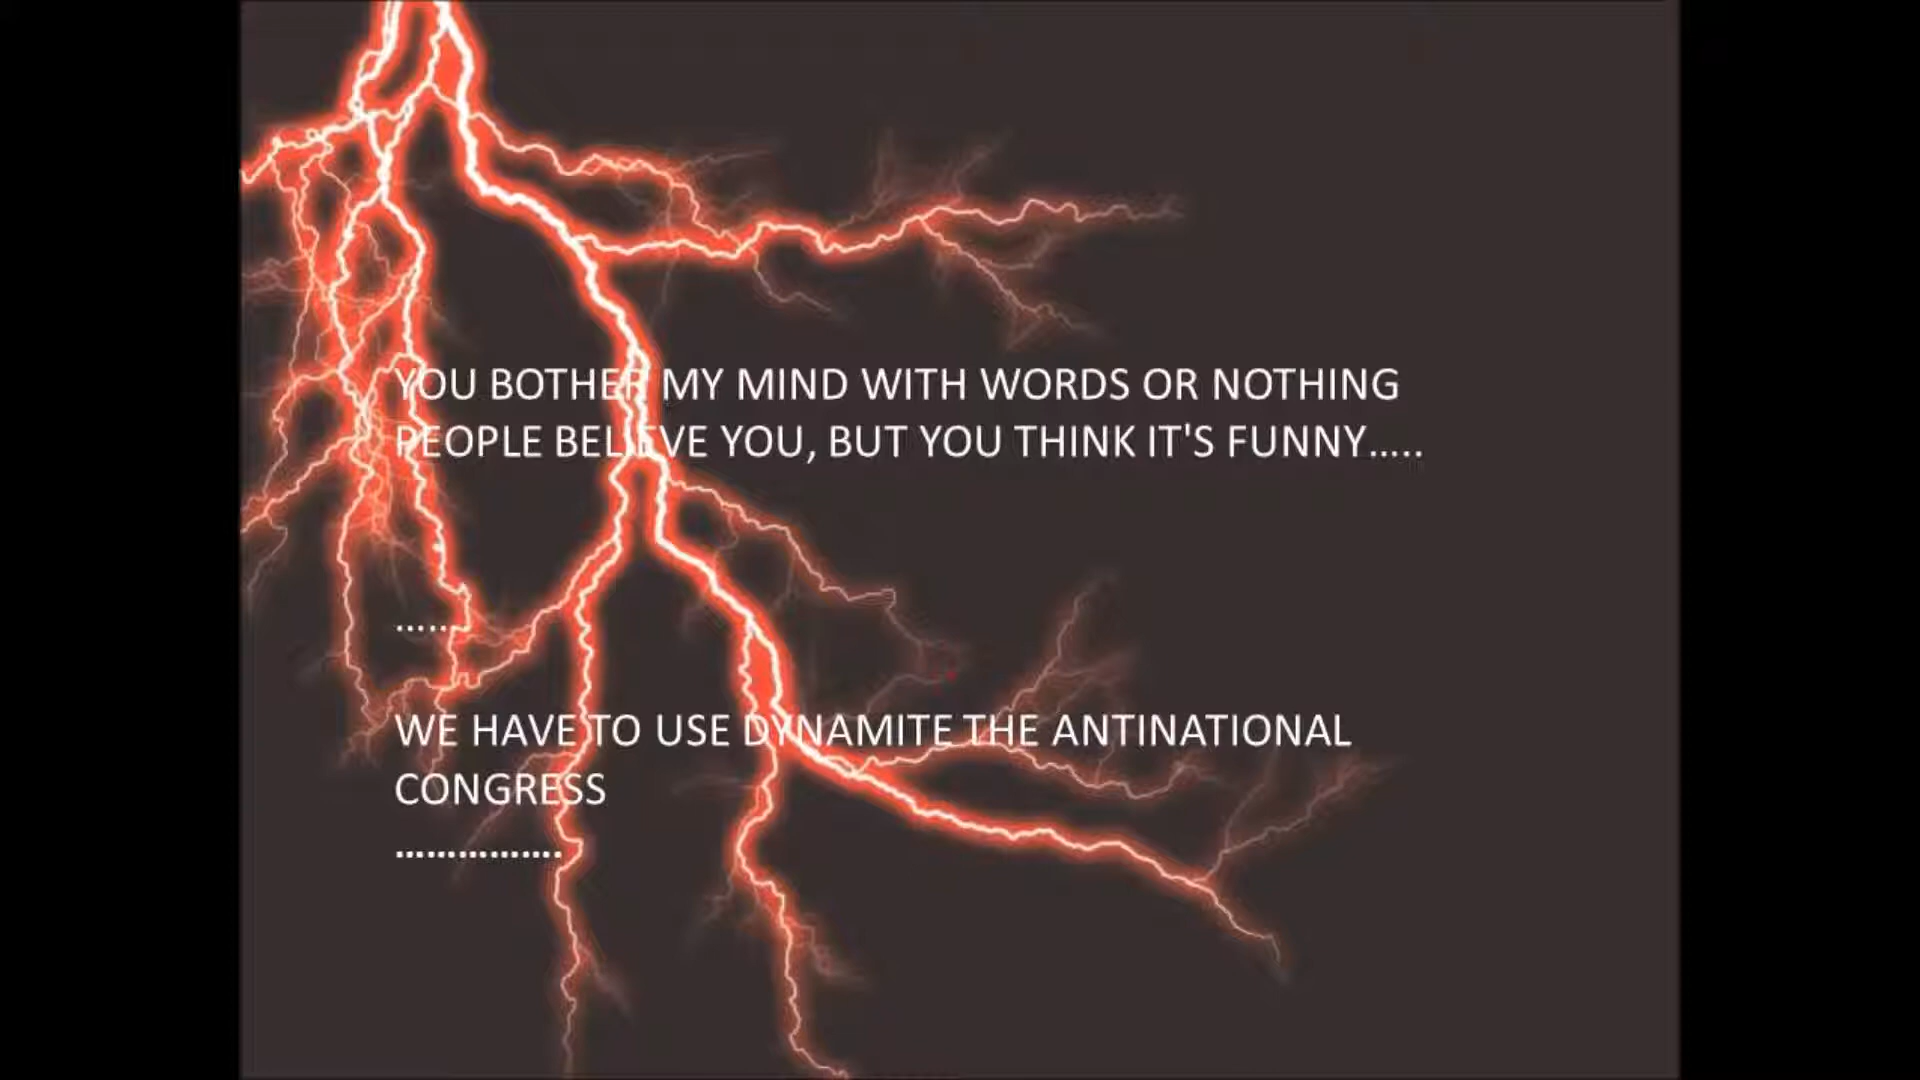 YOU BOTHER MY MIND WITH WORDS OR NOTHING
PEOPLE BELIEVE YOU, BUT YOU THINK IT'S FUNNY.....
.......
WE HAVE TO USE DYNAMITE THE ANTINATIONAL
CONGRESS
................